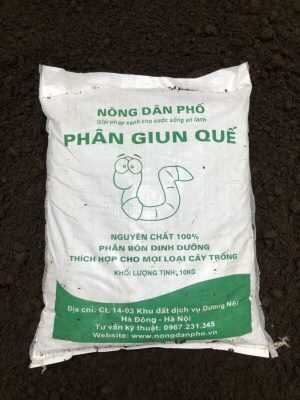 NÔNG DÂN PHỐ
Giải pháp xanh cho cuộc sống an lành
PHÂN GIUN QUẾ
NGUYÊN CHẤT 100%
PHÂN BÓN DINH DƯỠNG
THÍCH HỢP CHO MỌI LOẠI CÂY TRỒNG
KHỐI LƯỢNG TỊNH: 10KG
Địa chỉ: CL 14-03 Khu đất dịch vụ Dương Nội
Hà Đông - Hà Nội
Tư vấn kỹ thuật: 0967.231.345
Website: www.nongdanpho.vn